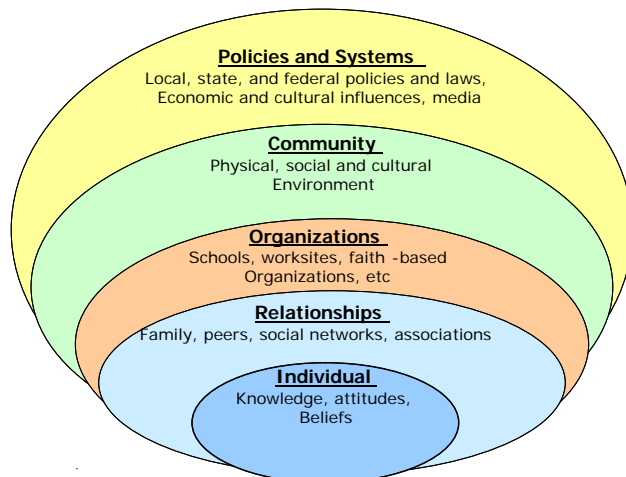 Policies and Systems
Local, state, and federal policies and laws,
Economic and cultural influences, media
Community
Physical, social and cultural
Environment
Organizations
Schools, worksites, faith -based
Organizations, etc
Relationships
Family, peers, social networks, associations
Individual
Knowledge, attitudes,
Beliefs